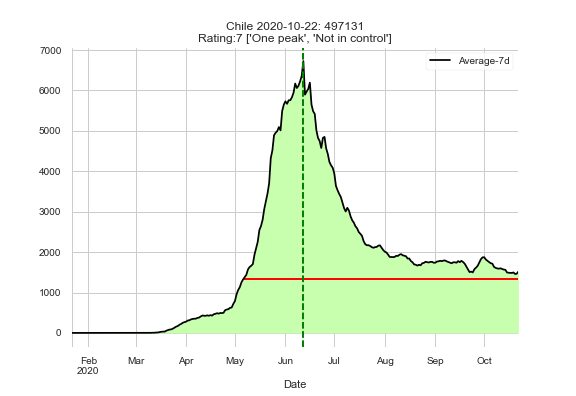 Chile 2020-10-22: 497131
Rating:7 ['One peak', 'Not in control']
Average-7d
7000
6000
5000
4000
3000
2000
1000
0
Feb Mar Apr May Jun Jul Aug Sep Oct
2020
Date